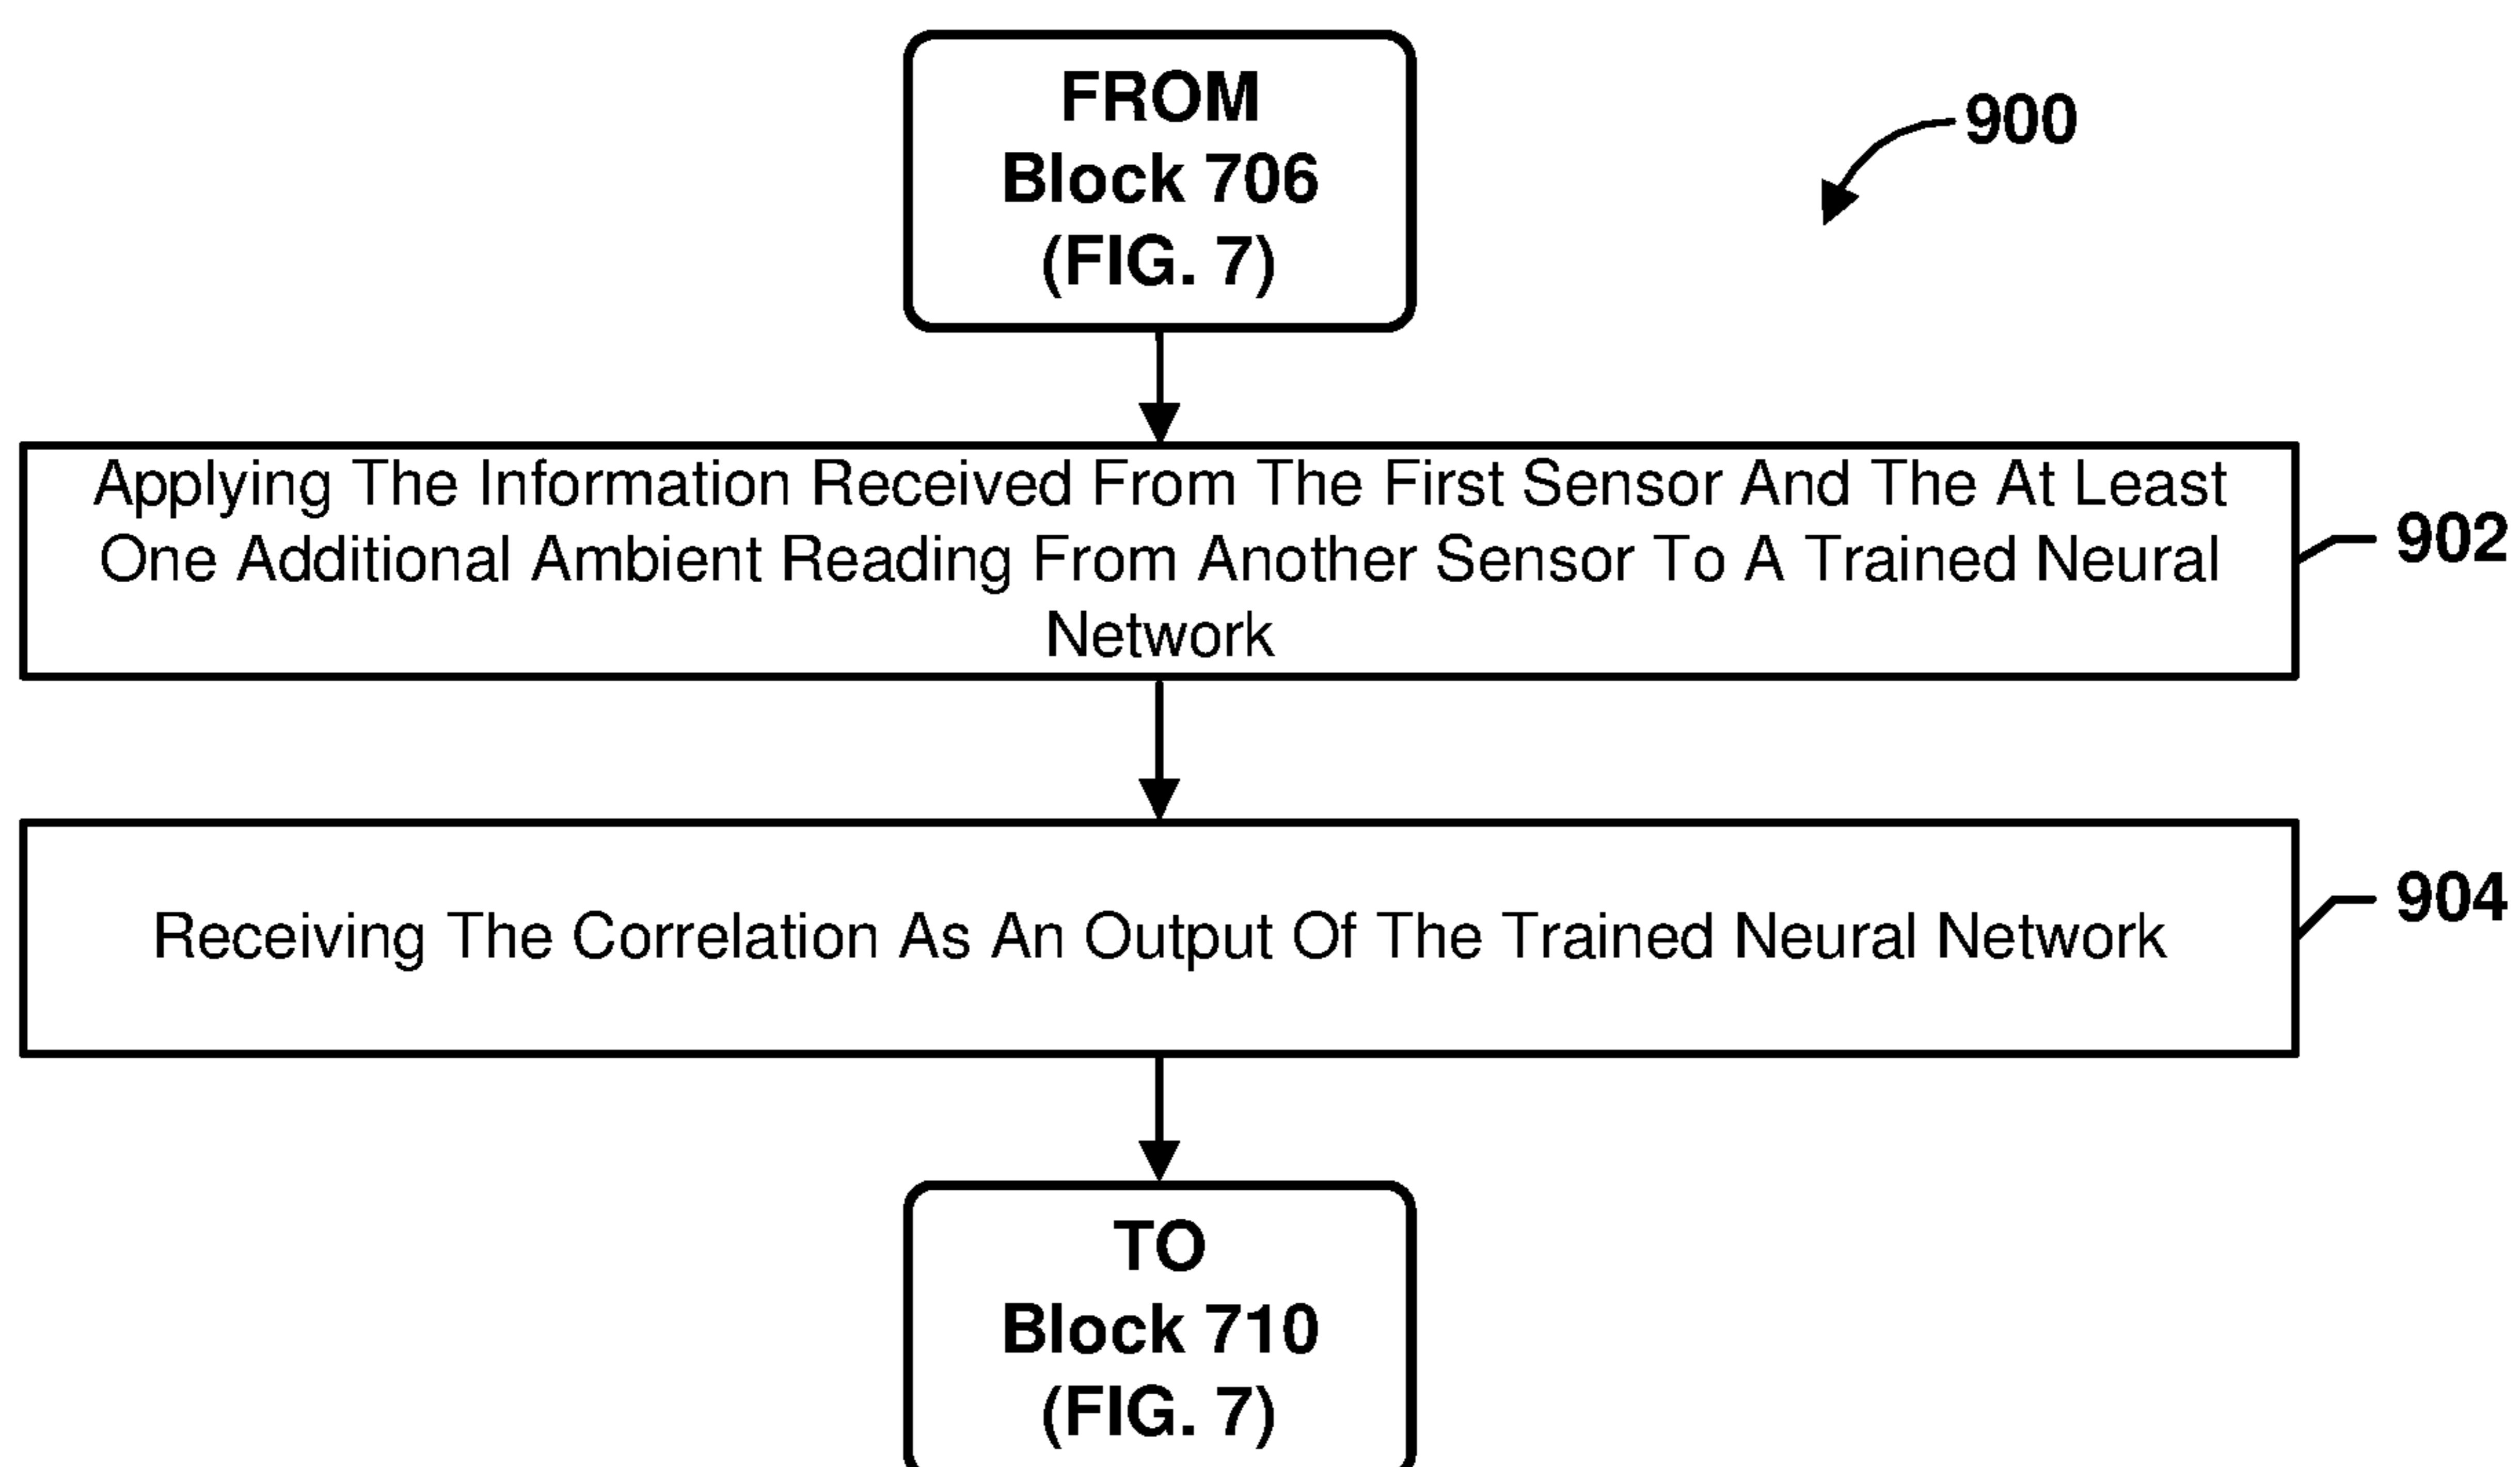 FROM
Block 706
(FIG. 7)
900
Applying The Information Received From The First Sensor And The At Least
One Additional Ambient Reading From Another Sensor To A Trained Neural
Network
902
Receiving The Correlation As An Output Of The Trained Neural Network
904
TO
Block 710
(FIG. 7)